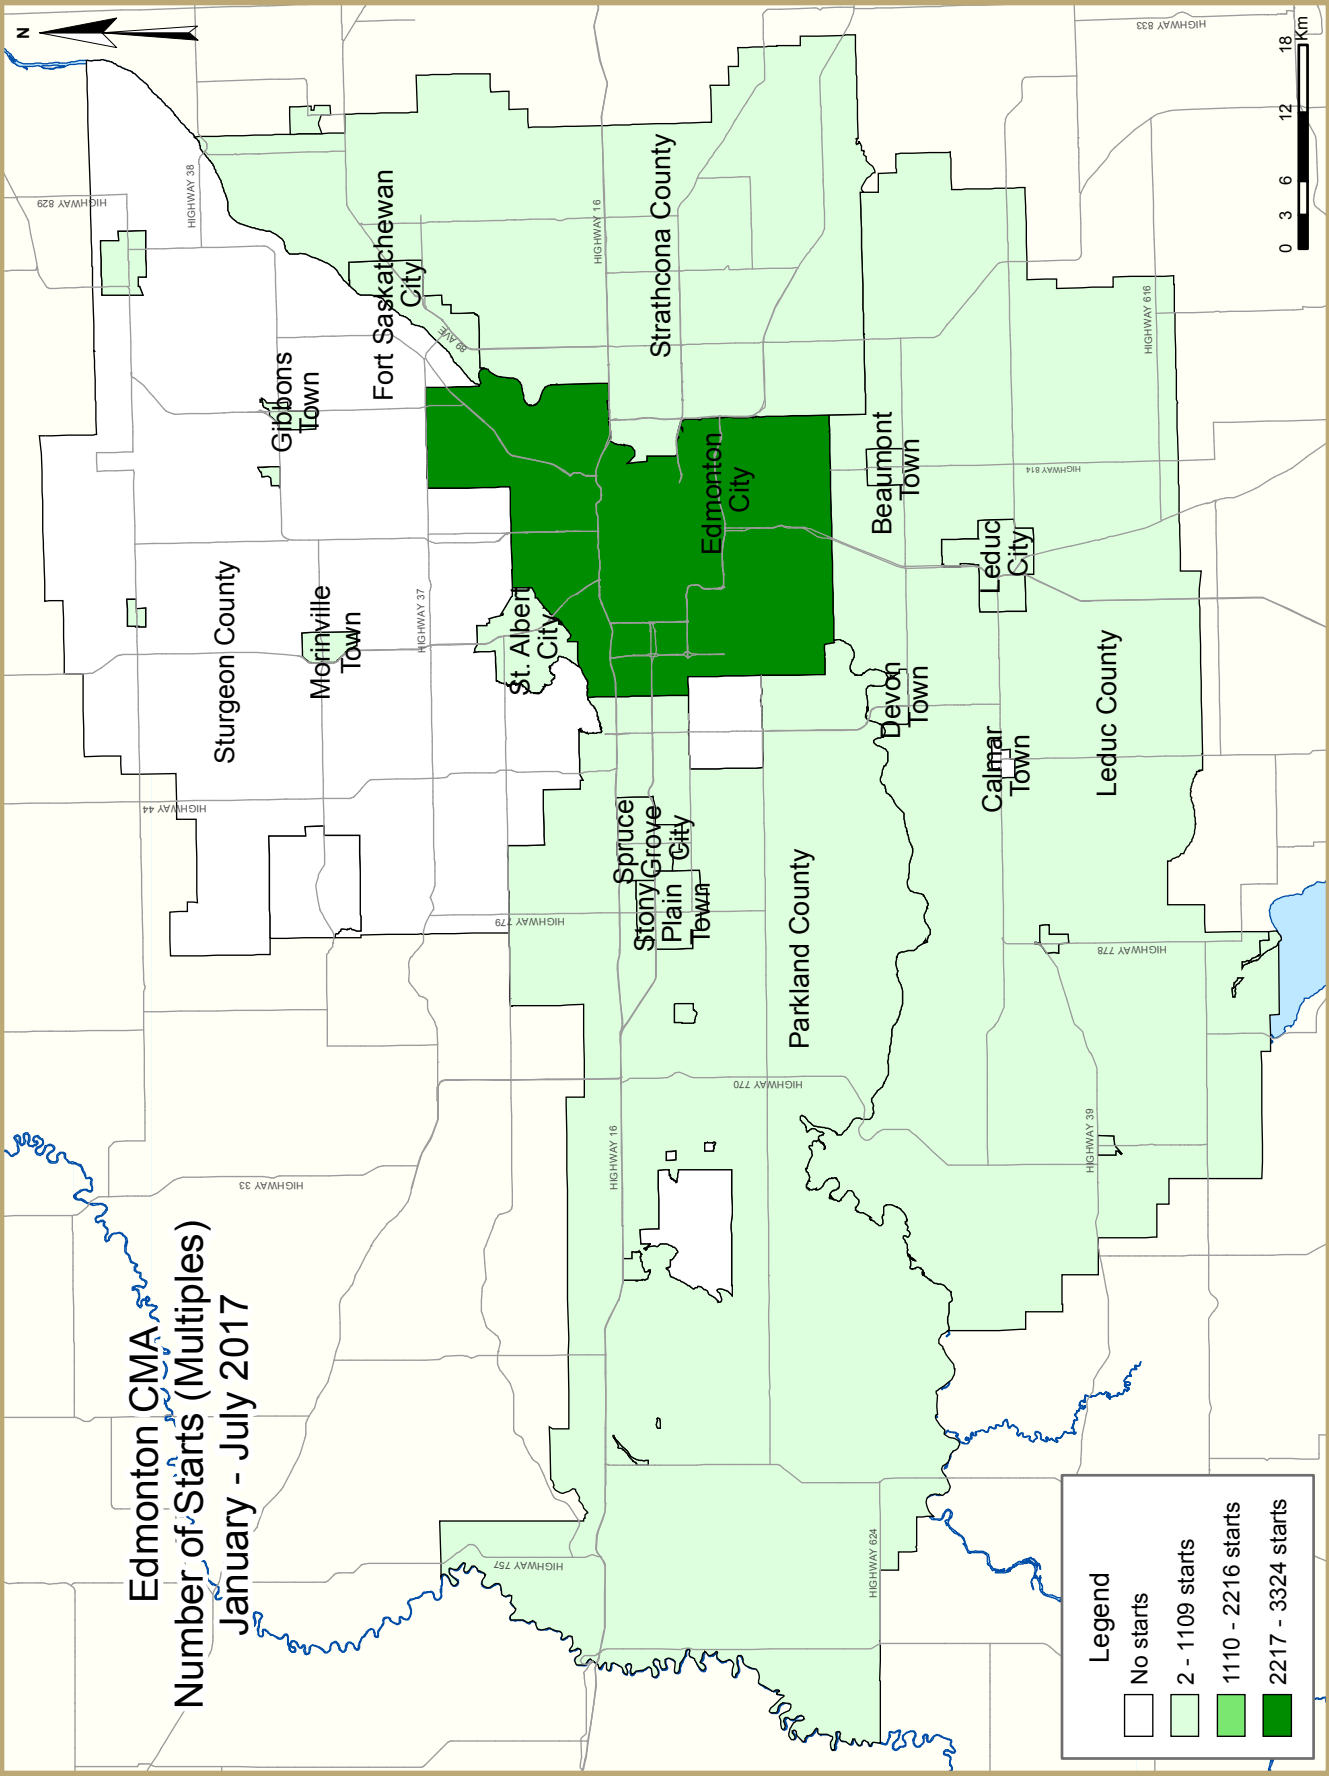 Edmonton CMA
Number of Starts (Multiples)
January - July 2017
N
HIGHWAY 829
HIGHWAY 38
HIGHWAY 833
Fort Saskatchewan
City
89 AVE
Gibbons
Town
HIGHWAY 16
Strathcona County
HIGHWAY 616
Sturgeon County
Morinville
Town
HIGHWAY 37
St. Albert
City
Edmonton
City
Beaumont
Town
HIGHWAY 814
Leduc
City
HIGHWAY 44
Devon
Town
Calmar
Town
Leduc County
Spruce
Grove
City
Stony
Plain
Town
HIGHWAY 779
Parkland County
HIGHWAY 778
HIGHWAY 770
HIGHWAY 33
HIGHWAY 16
HIGHWAY 39
HIGHWAY 757
HIGHWAY 624
0 3 6 12 18
Km
Legend
No starts
2 - 1109 starts
1110 - 2216 starts
2217 - 3324 starts